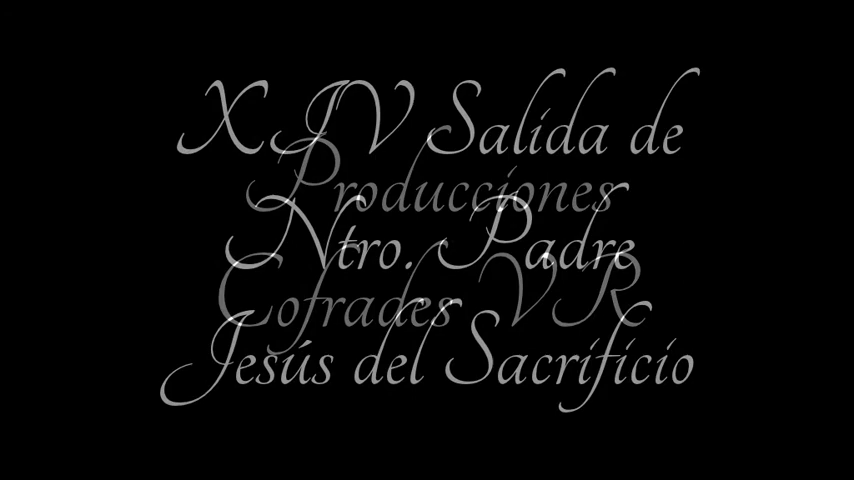 XIV Salida de
Producciones
Ntro. Padre
Cofrades VR
Jesús del Sacrificio